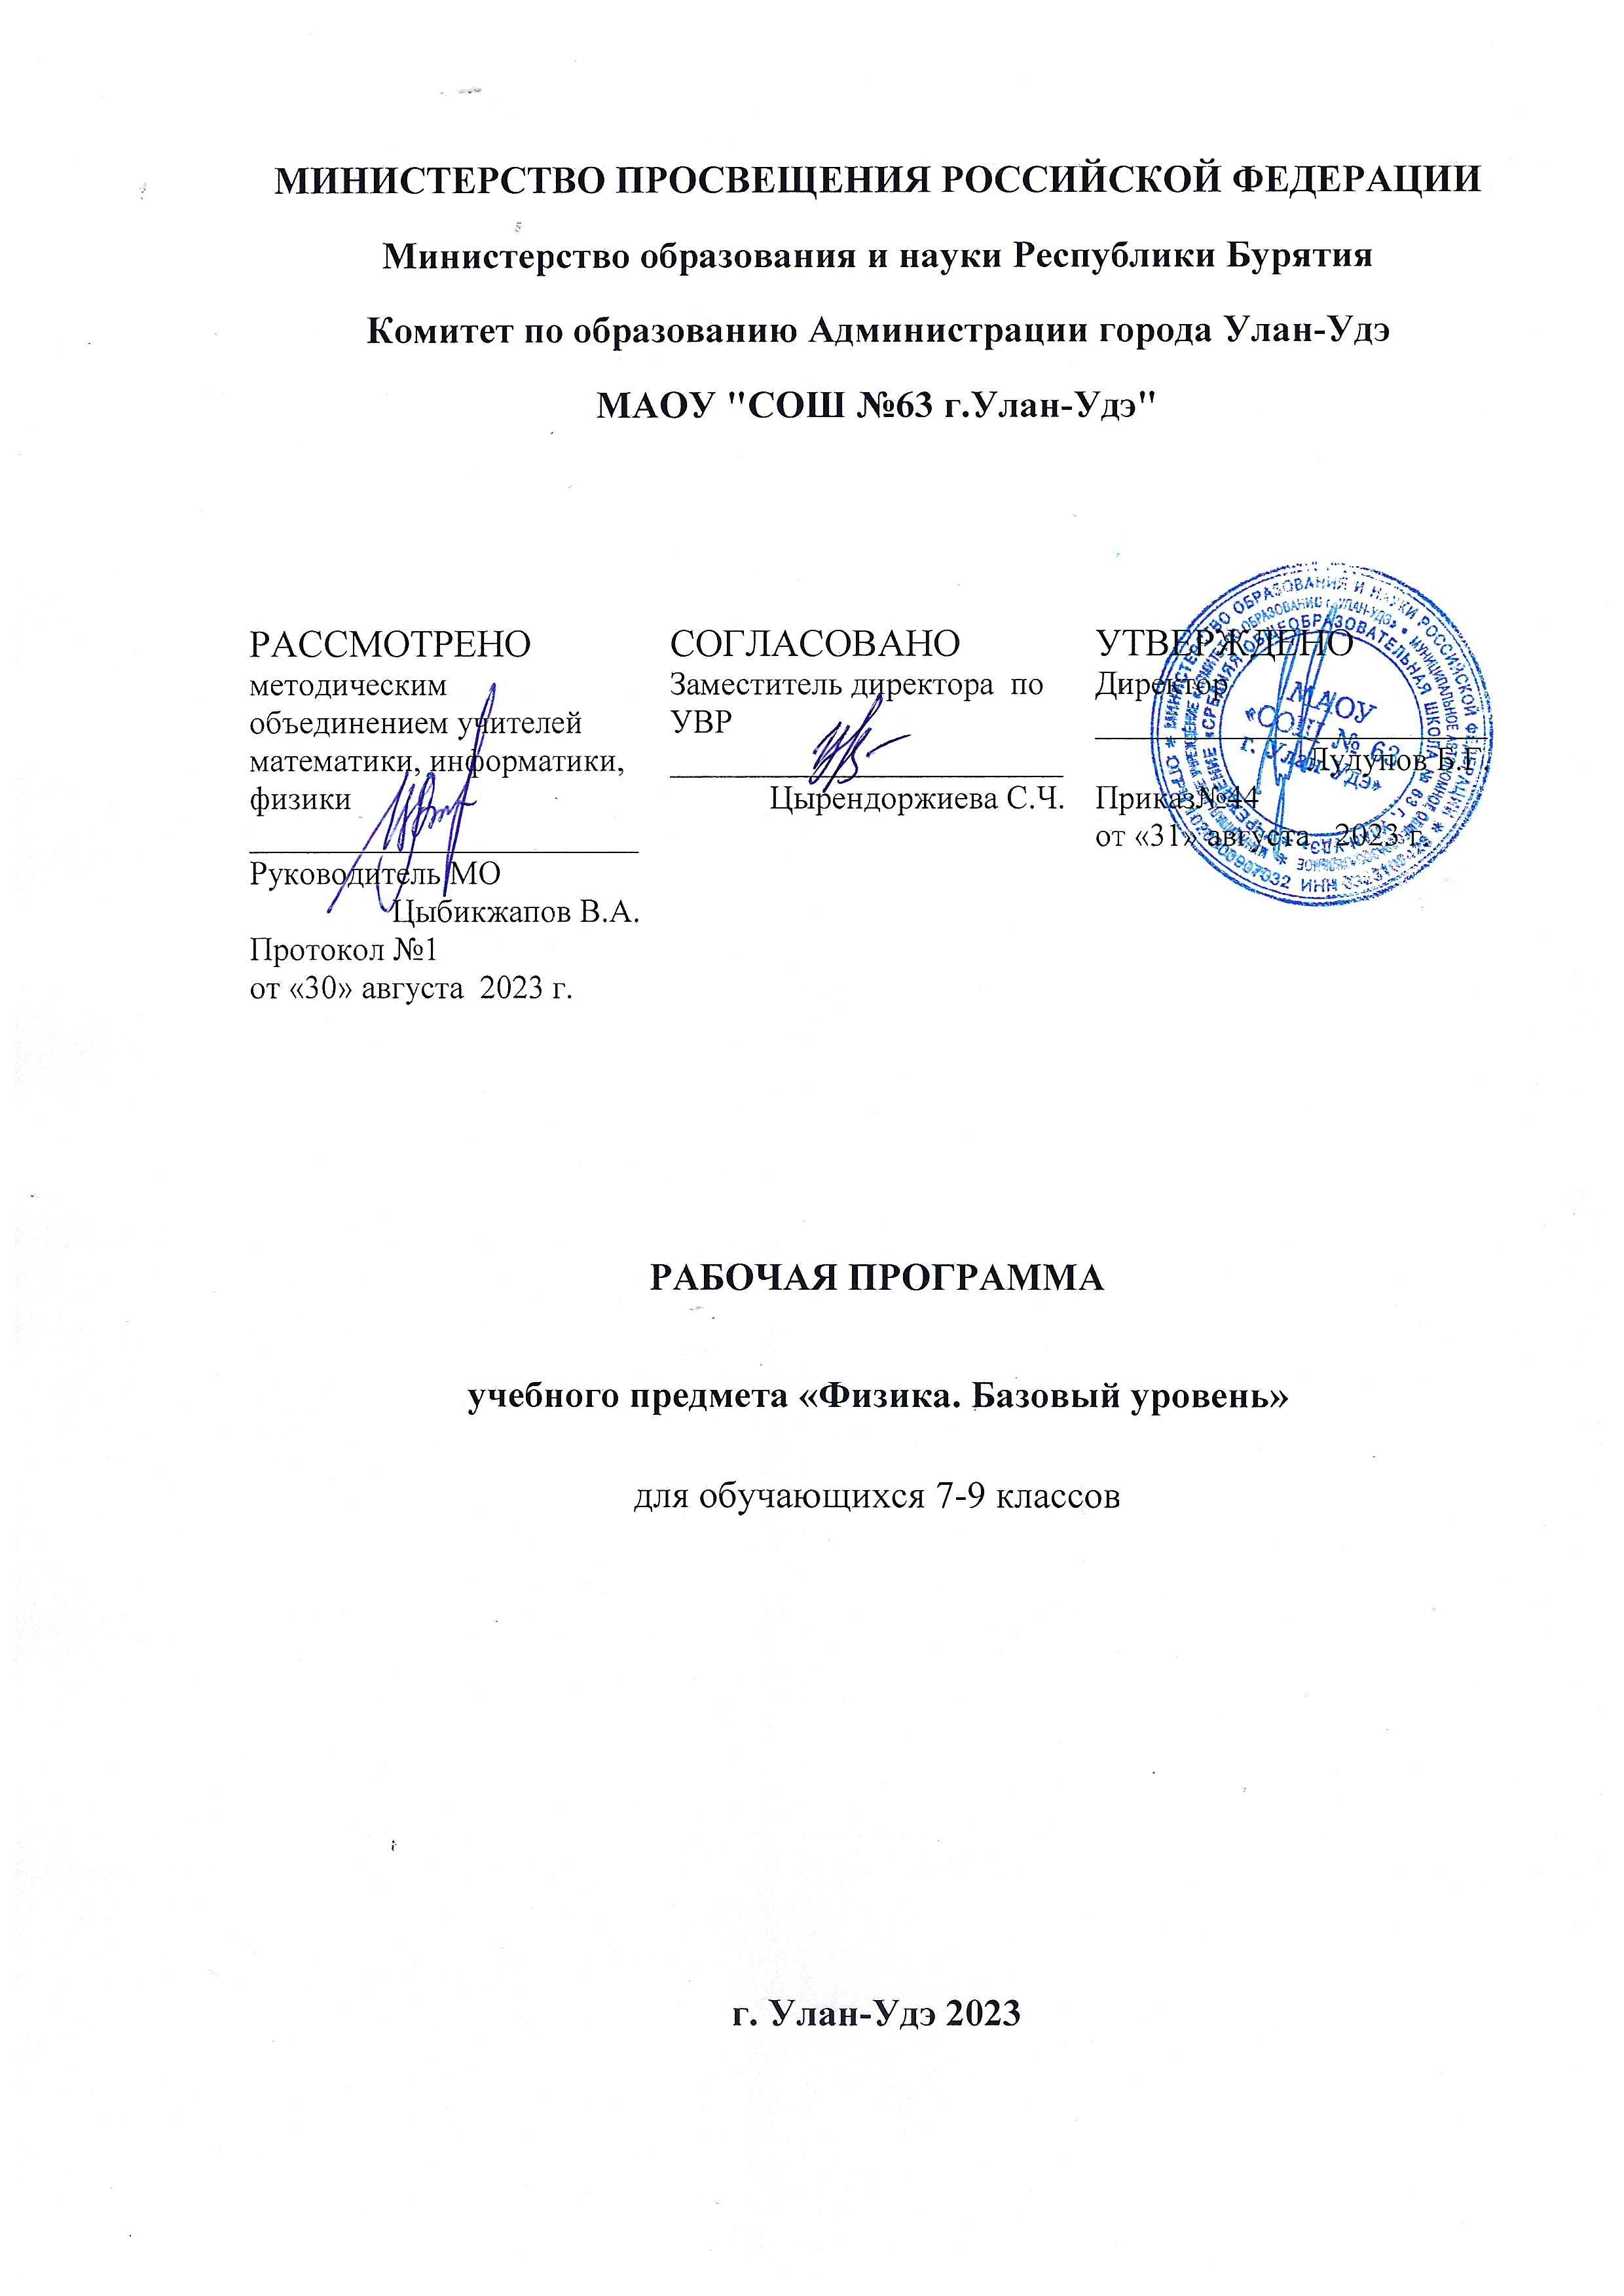 МИНИСТЕРСТВО ПРОСВЕЩЕНИЯ РОССИЙСКОЙ ФЕДЕРАЦИИ
Министерство образования и науки Республики Бурятия
Комитет по образованию Администрации города Улан-Удэ
МАОУ "СОШ №63 г.Улан-Удэ"
РАССМОТРЕНО
методическим
объединением учителей
математики, информатики,
физики
Руководитель МО
Цыбикжапов В.А.
Протокол №1
от «30» августа 2023 г.
СОГЛАСОВАНО
Заместитель директора по
УВР
Цырендоржиева С.Ч.
УТВЕРЖДЕНО
Директор
Приказ№44
от «31» августа 2023 г.
МАОУ
«СОШ № 63
г. Улан-Удэ»
РАБОЧАЯ ПРОГРАММА
учебного предмета «Физика. Базовый уровень»
для обучающихся 7-9 классов
г. Улан-Удэ 2023